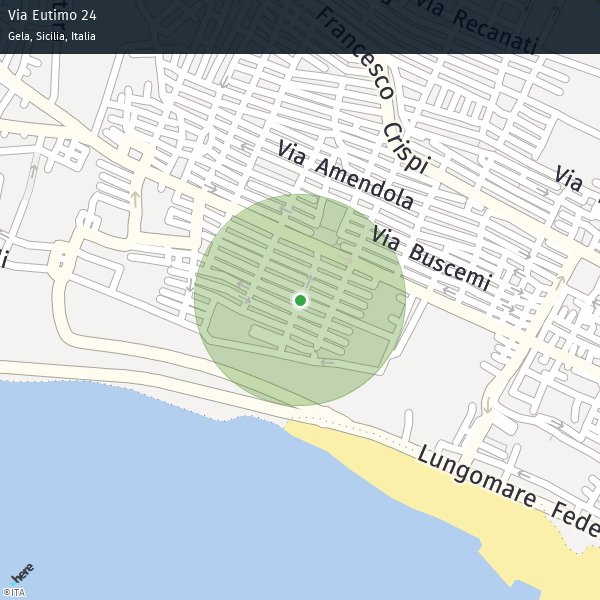 Via Eutimo 24
Gela, Sicilia, Italia
Via Recanati
Francesco Crispi
Via Amendola
Via
Via Buscemi
Lungomare Fede
here
©ITA